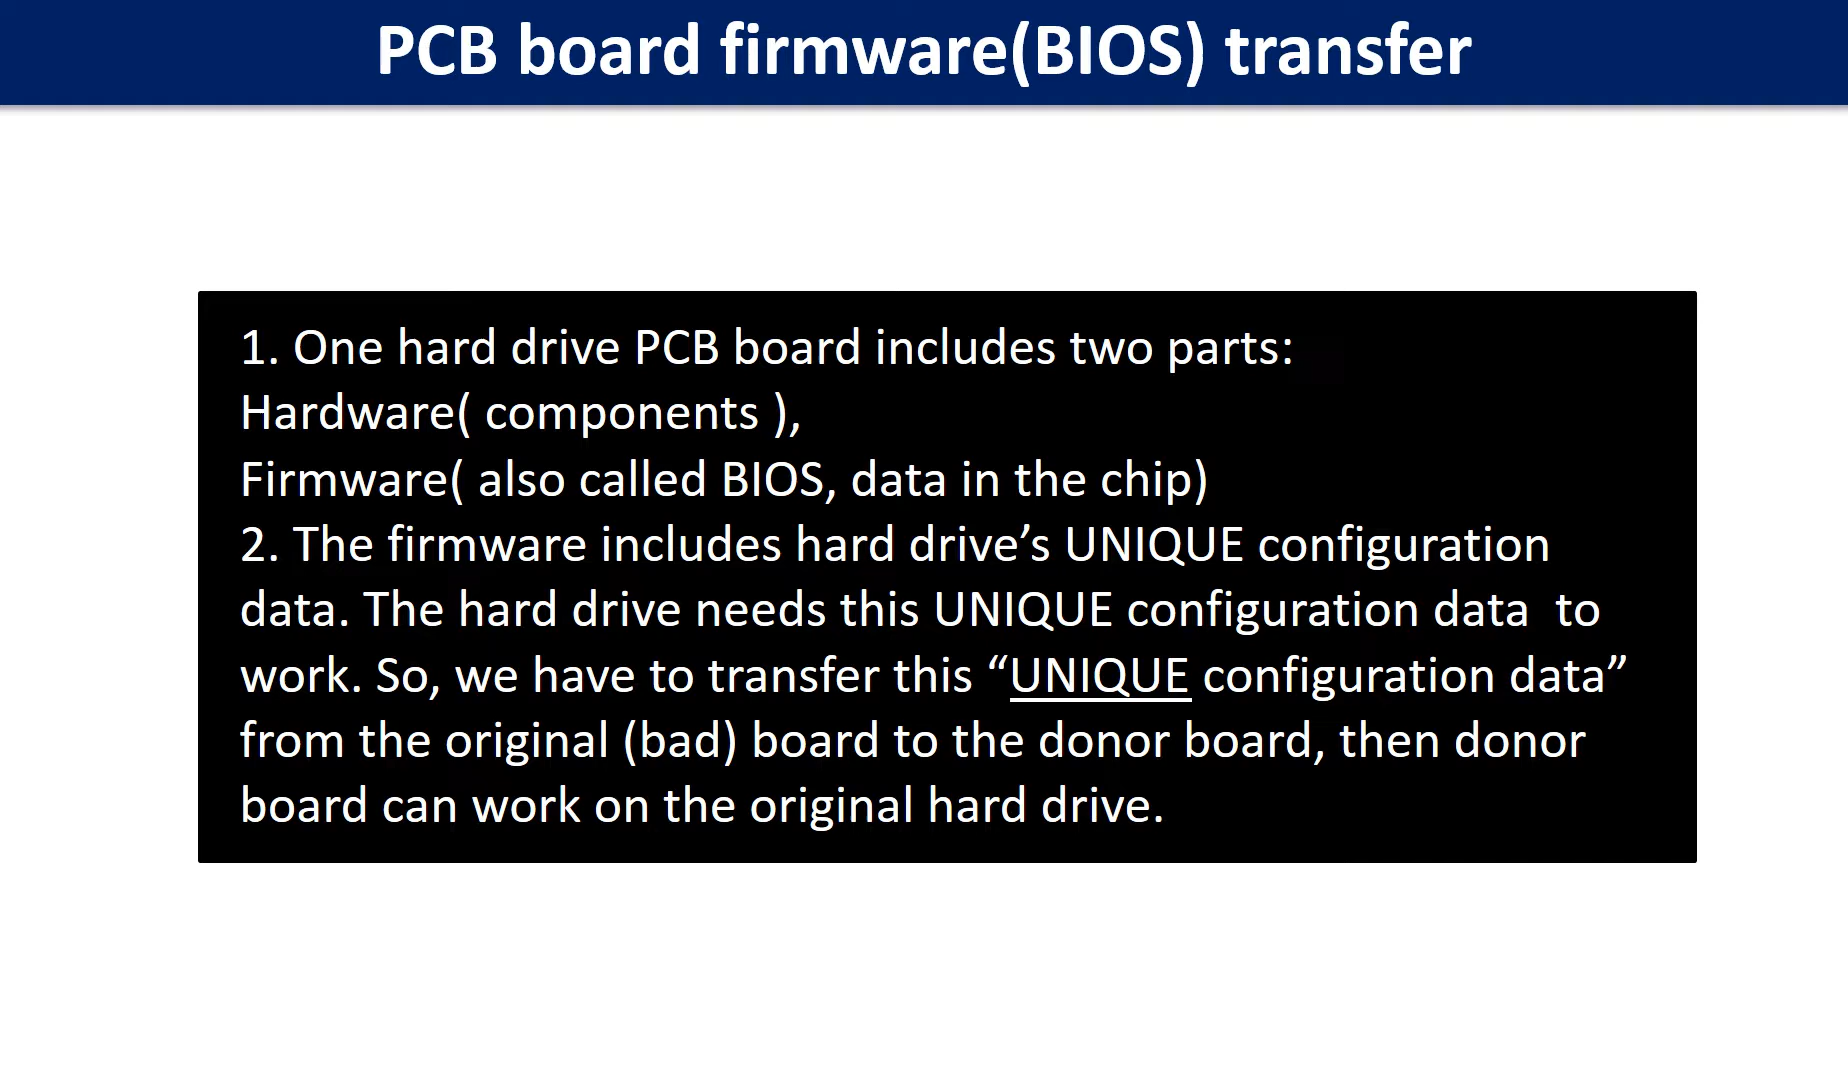 PCB board firmware(BIOS) transfer
1. One hard drive PCB board includes two parts:
Hardware( components ),
Firmware( also called BIOS, data in the chip)
2. The firmware includes hard drive’s UNIQUE configuration
data. The hard drive needs this UNIQUE configuration data  to
work. So, we have to transfer this “UNIQUE configuration data”
from the original (bad) board to the donor board, then donor
board can work on the original hard drive.